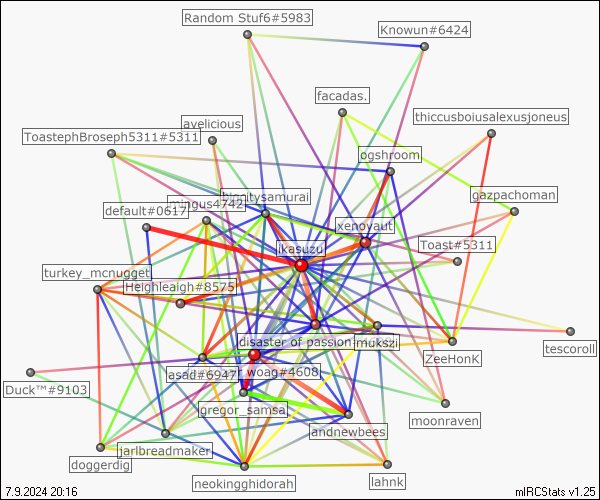 Random Stuf6#5983
Knowun#6424
facadas.
thiccusboiusalexusjoneus
avelicious
ToastephBroseph5311#5311
ogshroom
himitysamurai
gazpachoman
mingus4742
default#0617
xenoyaut
ikasuzu
Toast#5311
turkey_mcnugget
Heighleaigh#8575
disaster of passion
mukszi
ZeeHonk
tescoroll
asad#6947
woag#4608
Duck™#9103
gregor_samsa
moonraven
andnewbees
jarlbreadmaker
doggerdig
lahnk
neokingghidorah
7.9.2024 20:16
mIRCStats v1.25